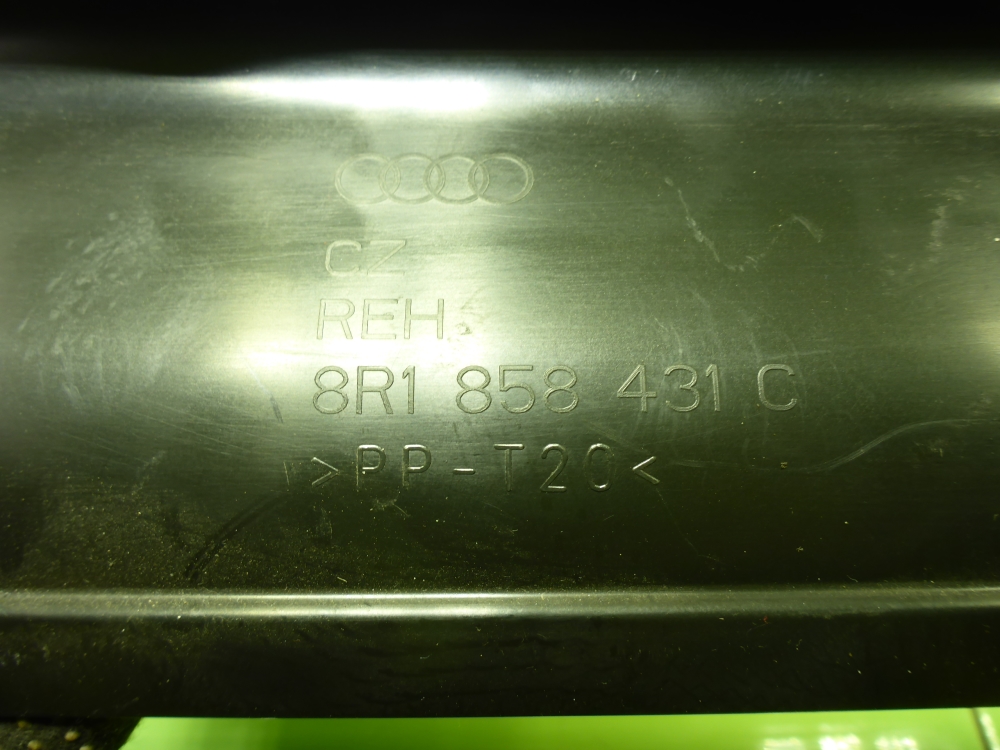 CZ
REH
8R1 858 431 C
>PP-T20<